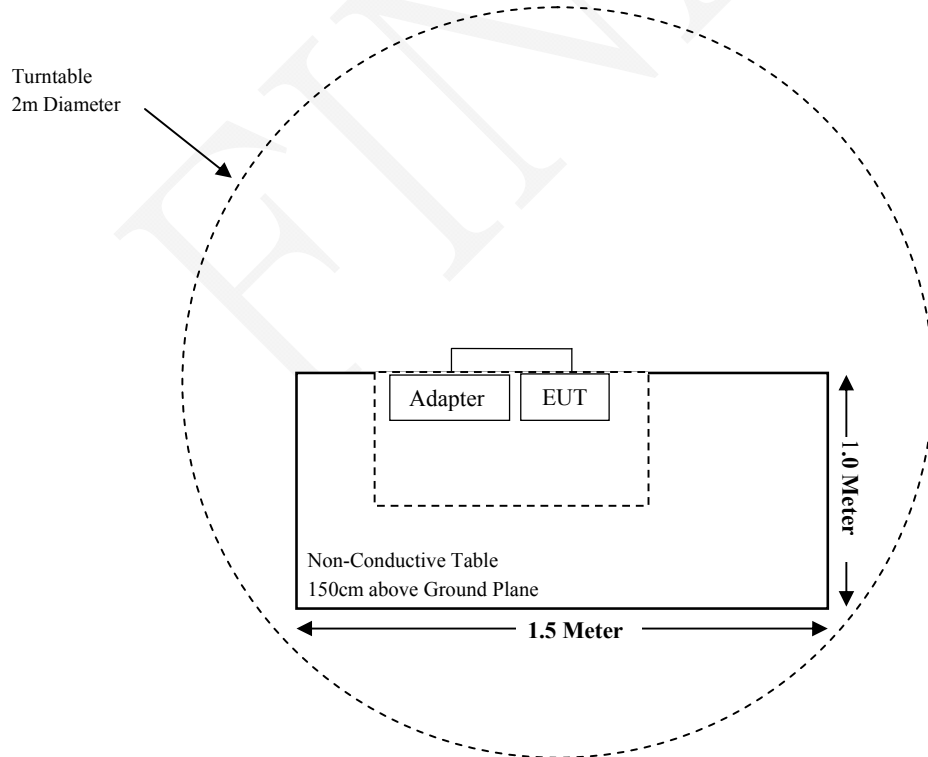 Turntable
2m Diameter
Adapter
EUT
1.0 Meter
Non-Conductive Table
150cm above Ground Plane
1.5 Meter